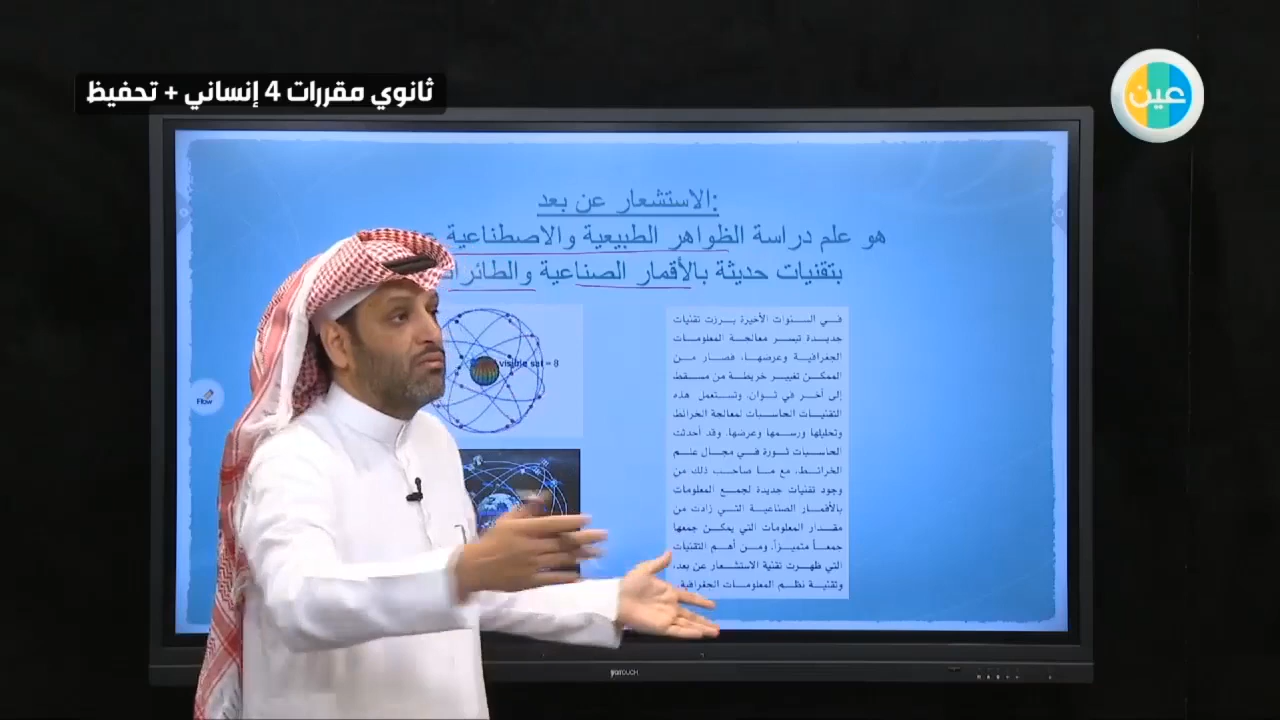 ثانوي مقررات 4 إنساني + تحفيظ
عين
الاستشعار عن بعد:
هو علم دراسة الظواهر الطبيعية والاصطناعية
بتقنيات حديثة بالأقمار الصناعية
في السنوات الأخيرة برزت تقنيات
جديدة تيسر معالجة المعلومات
الجغرافية وعرضها، فصار من
الممكن تغيير خريطة من مسقط
إلى آخر في ثوان. وتستعمل هذه
التقنيات الحاسبات لمعالجة الخرائط
وتحليلها ورسمها وعرضها. وقد أحدثت
الحاسبات ثورة في مجال علم
الخرائط، مع ما صاحب ذلك من
وجود تقنيات جديدة لجمع المعلومات
بالأقمار الصناعية التي زادت من
مقدار المعلومات التي يمكن جمعها
جمعاً متميزاً. ومن أهم التقنيات
التي ظهرت تقنية الاستشعار عن بعد،
وتقنية نظم المعلومات الجغرافية.
visible sat = 8
Flow